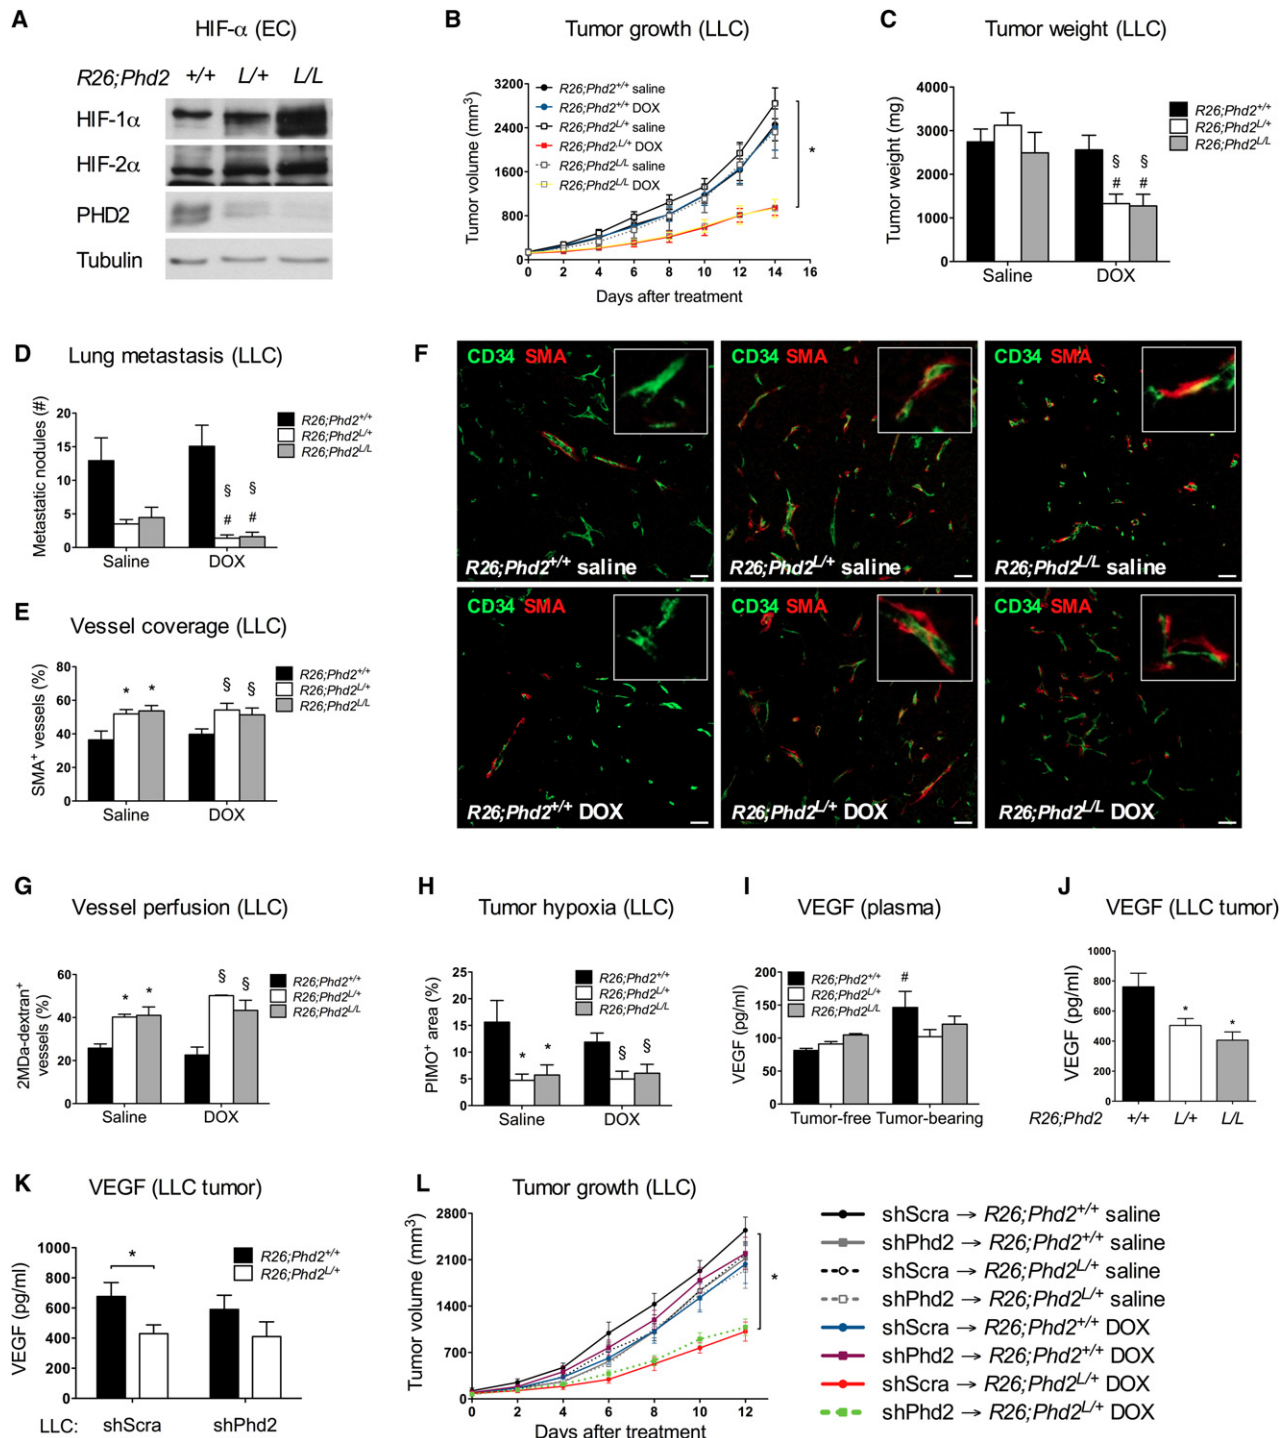 A
HIF-α (EC)
R26;Phd2 +/+ L/+ L/L
HIF-1α
HIF-2α
PHD2
Tubulin
B
Tumor growth (LLC)
Tumor volume (mm³)
3200
2400
1600
800
0
0 2 4 6 8 10 12 14 16
Days after treatment
R26;Phd2+/+ saline
R26;Phd2+/+ DOX
R26;Phd2L/+ saline
R26;Phd2L/+ DOX
R26;Phd2L/L saline
R26;Phd2L/L DOX
*
C
Tumor weight (LLC)
Tumor weight (mg)
4000
3000
2000
1000
0
§ §
# #
Saline DOX
R26;Phd2+/+
R26;Phd2L/+
R26;Phd2L/L
D
Lung metastasis (LLC)
Metastatic nodules (#)
20
15
10
5
0
§ §
# #
Saline DOX
R26;Phd2+/+
R26;Phd2L/+
R26;Phd2L/L
E
Vessel coverage (LLC)
SMA+ vessels (%)
80
60
40
20
0
* * § §
Saline DOX
R26;Phd2+/+
R26;Phd2L/+
R26;Phd2L/L
F
CD34 SMA
R26;Phd2+/+ saline
CD34 SMA
R26;Phd2L/+ saline
CD34 SMA
R26;Phd2L/L saline
CD34 SMA
R26;Phd2+/+ DOX
CD34 SMA
R26;Phd2L/+ DOX
CD34 SMA
R26;Phd2L/L DOX
G
Vessel perfusion (LLC)
2MDa-dextran+
vessels (%)
60
40
20
0
* * § §
Saline DOX
R26;Phd2+/+
R26;Phd2L/+
R26;Phd2L/L
H
Tumor hypoxia (LLC)
PIMO+ area (%)
25
20
15
10
5
0
* * § §
Saline DOX
R26;Phd2+/+
R26;Phd2L/+
R26;Phd2L/L
I
VEGF (plasma)
VEGF (pg/ml)
200
150
100
50
0
#
Tumor-free Tumor-bearing
R26;Phd2+/+
R26;Phd2L/+
R26;Phd2L/L
J
VEGF (LLC tumor)
VEGF (pg/ml)
1000
800
600
400
200
0
* *
R26;Phd2 +/+ L/+ L/L
K
VEGF (LLC tumor)
VEGF (pg/ml)
1000
800
600
400
200
0
*
R26;Phd2+/+
R26;Phd2L/+
LLC: shScra shPhd2
L
Tumor growth (LLC)
Tumor volume (mm³)
2800
2100
1400
700
0
0 2 4 6 8 10 12
Days after treatment
*
shScra → R26;Phd2+/+ saline
shPhd2 → R26;Phd2+/+ saline
shScra → R26;Phd2L/+ saline
shPhd2 → R26;Phd2L/+ saline
shScra → R26;Phd2+/+ DOX
shPhd2 → R26;Phd2+/+ DOX
shScra → R26;Phd2L/+ DOX
shPhd2 → R26;Phd2L/+ DOX